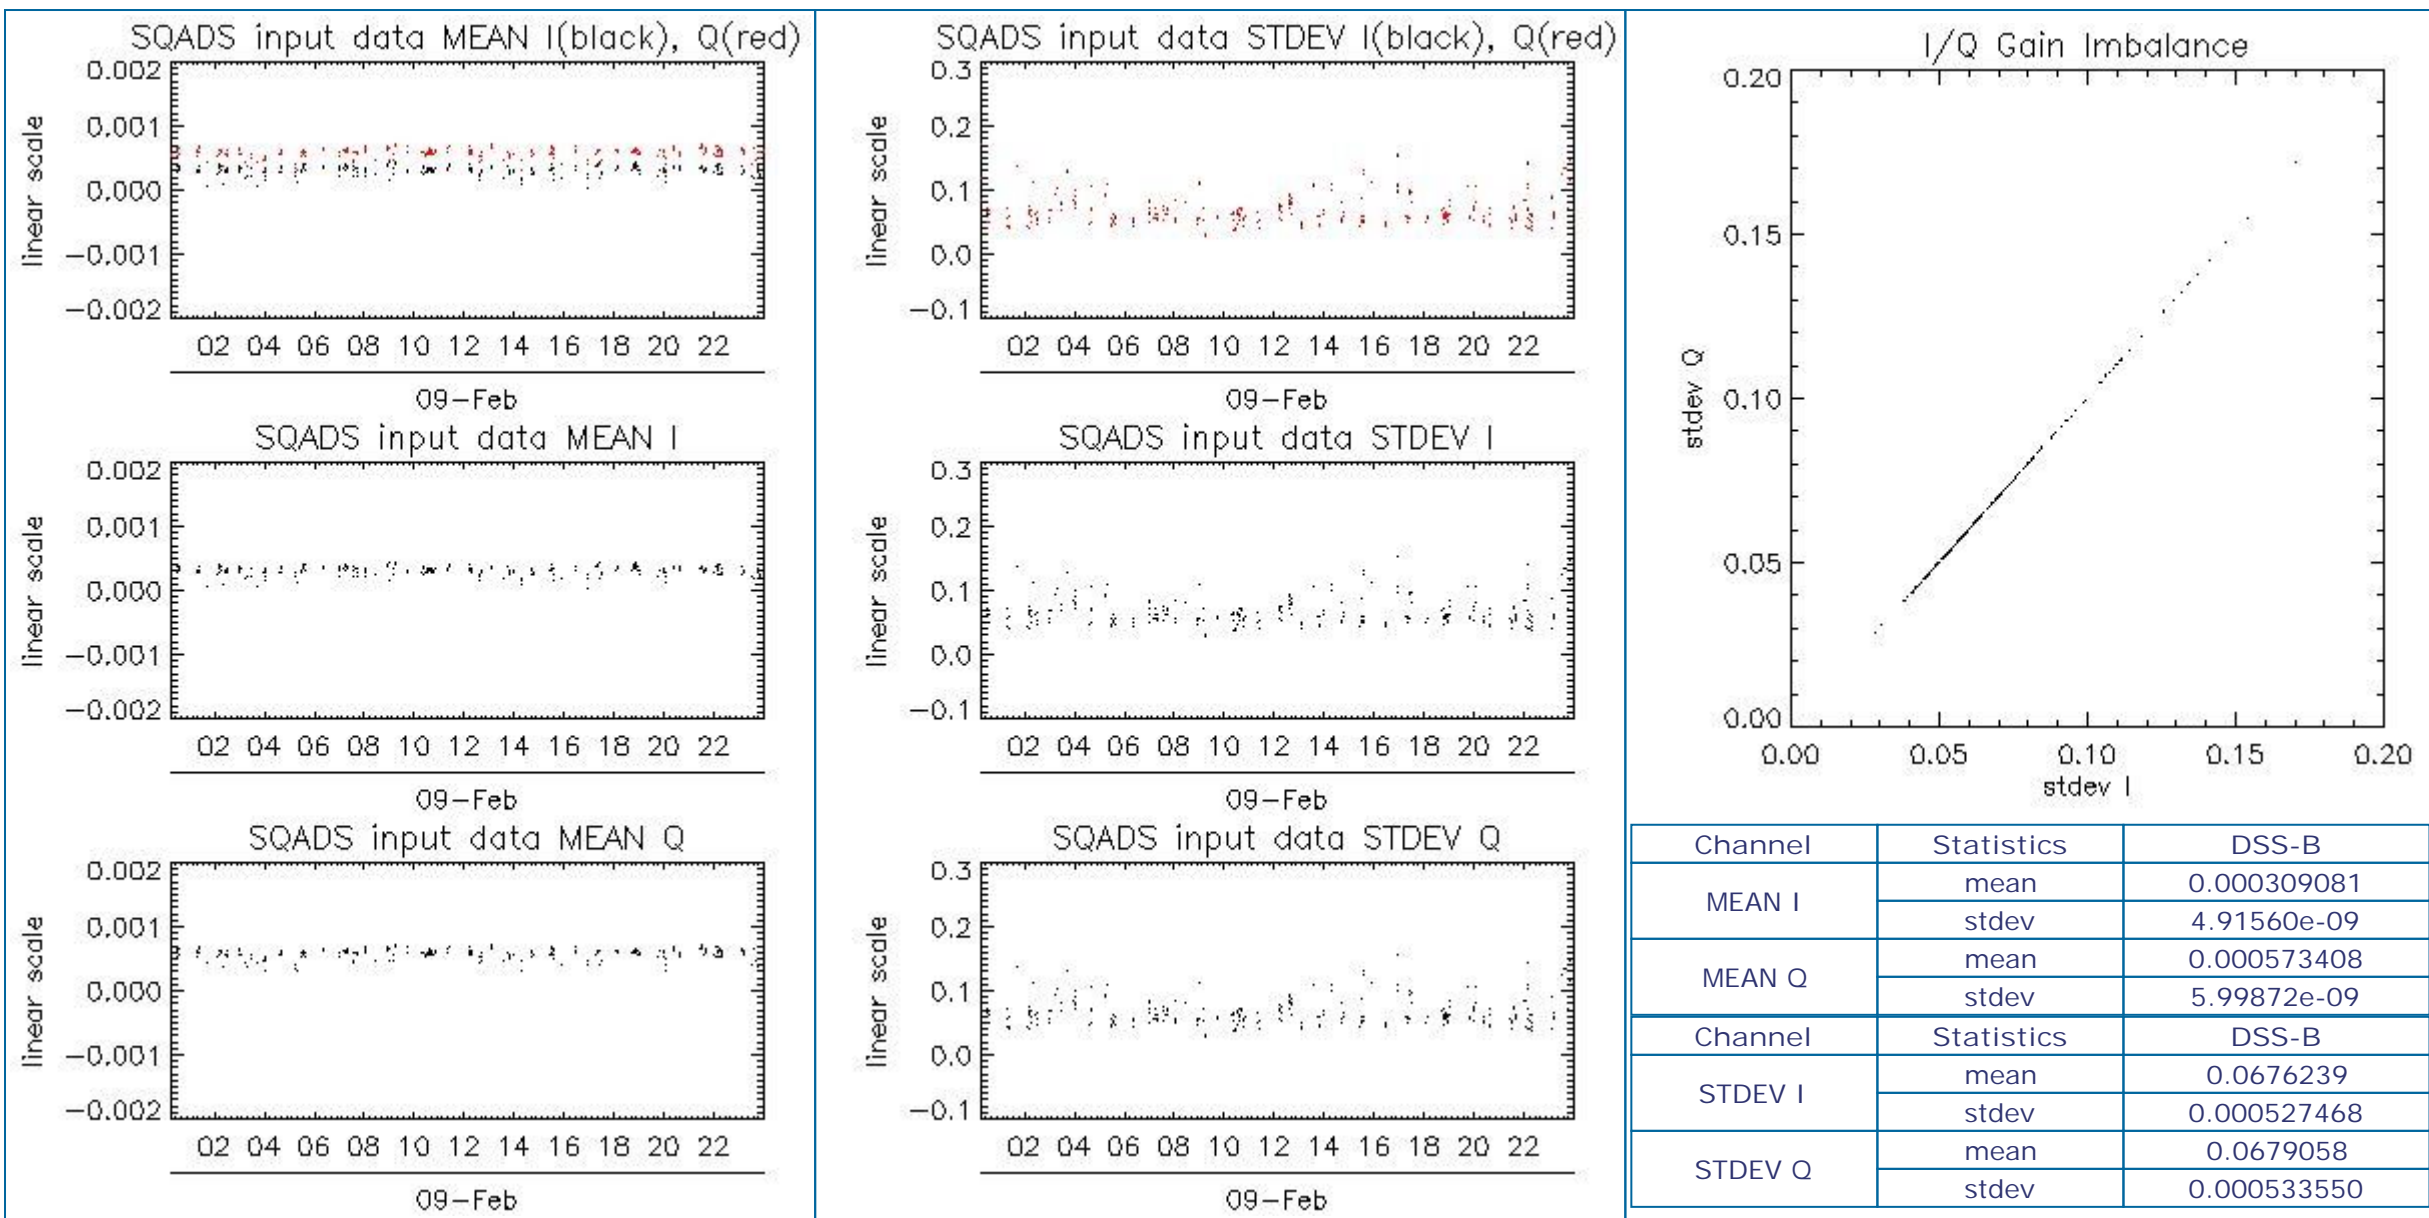 SQADS input data MEAN I(black), Q(red)
0.002
0.001
0.000
-0.001
-0.002
linear scale
02 04 06 08 10 12 14 16 18 20 22
09-Feb
SQADS input data MEAN I
0.002
0.001
0.000
-0.001
-0.002
linear scale
02 04 06 08 10 12 14 16 18 20 22
09-Feb
SQADS input data MEAN Q
0.002
0.001
0.000
-0.001
-0.002
linear scale
02 04 06 08 10 12 14 16 18 20 22
09-Feb
SQADS input data STDEV I(black), Q(red)
0.3
0.2
0.1
0.0
-0.1
linear scale
02 04 06 08 10 12 14 16 18 20 22
09-Feb
SQADS input data STDEV I
0.3
0.2
0.1
0.0
-0.1
linear scale
02 04 06 08 10 12 14 16 18 20 22
09-Feb
SQADS input data STDEV Q
0.3
0.2
0.1
0.0
-0.1
linear scale
02 04 06 08 10 12 14 16 18 20 22
09-Feb
I/Q Gain Imbalance
0.20
0.15
0.10
0.05
0.00
stdev Q
0.00 0.05 0.10 0.15 0.20
stdev I
Channel Statistics DSS-B
MEAN I mean 0.000309081
stdev 4.91560e-09
MEAN Q mean 0.000573408
stdev 5.99872e-09
Channel Statistics DSS-B
STDEV I mean 0.0676239
stdev 0.000527468
STDEV Q mean 0.0679058
stdev 0.000533550